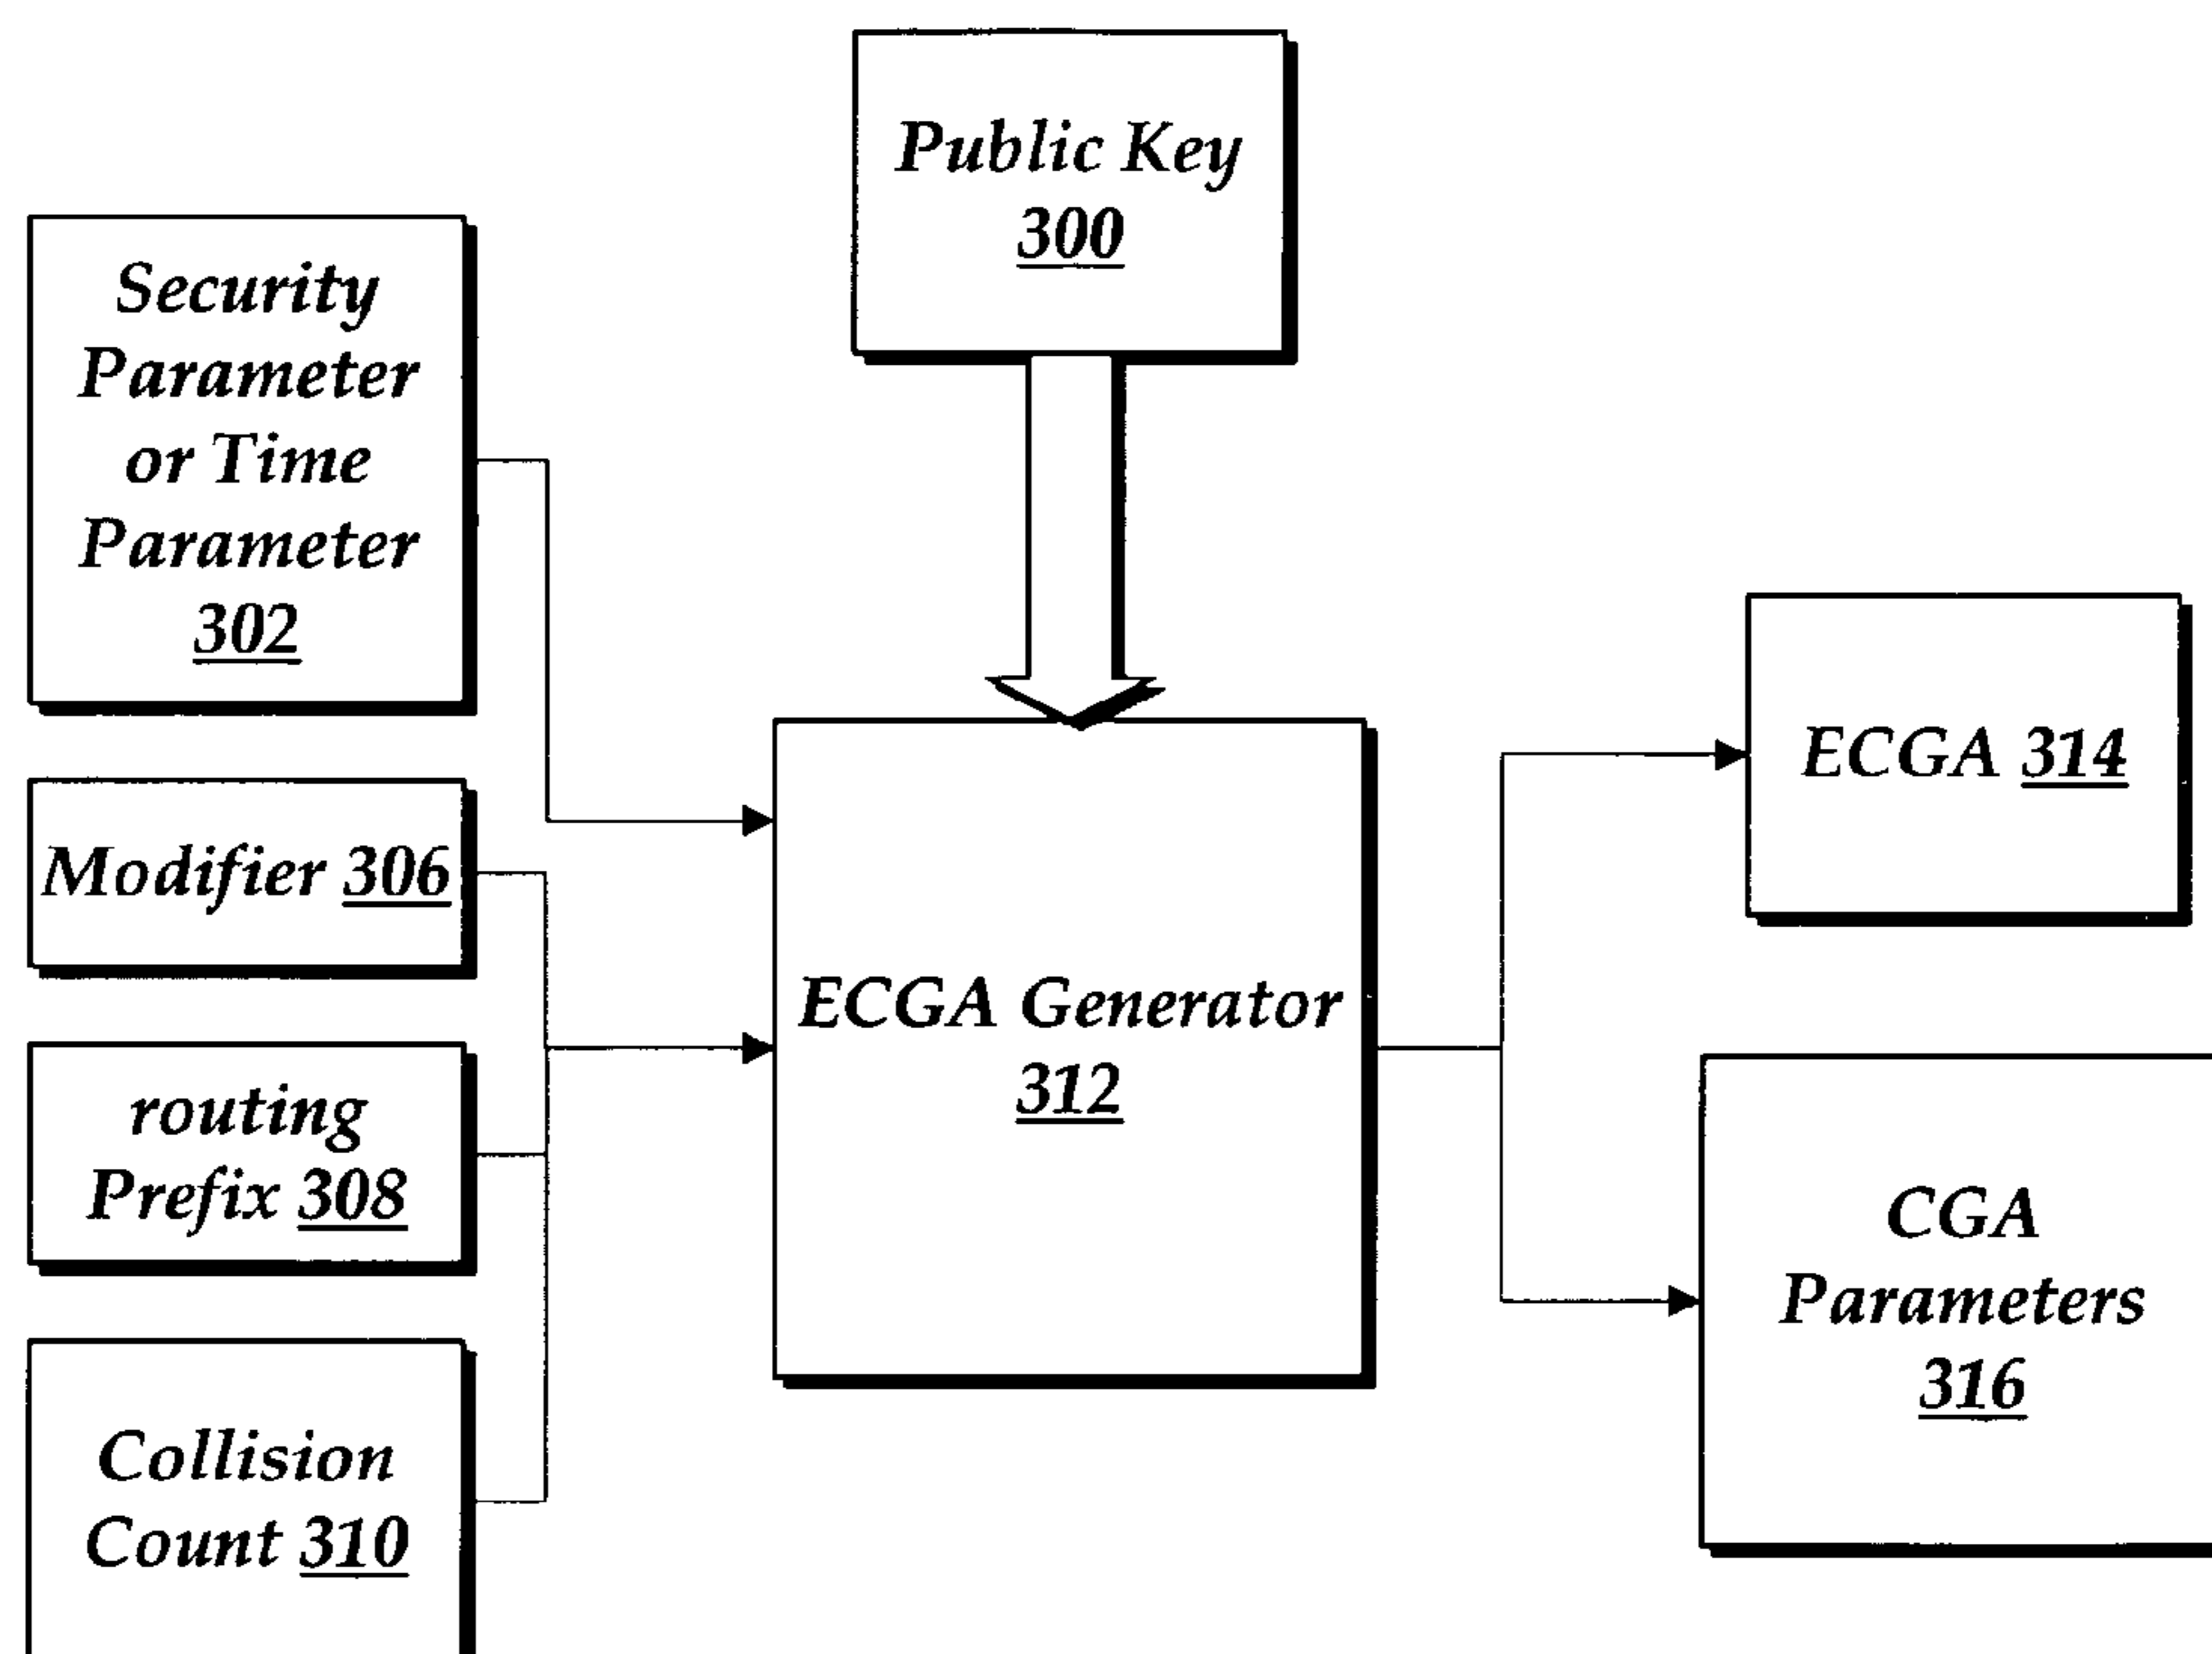 Public Key
300
Security
Parameter
or Time
Parameter
302
Modifier 306
routing
Prefix 308
Collision
Count 310
ECGA Generator
312
ECGA 314
CGA
Parameters
316